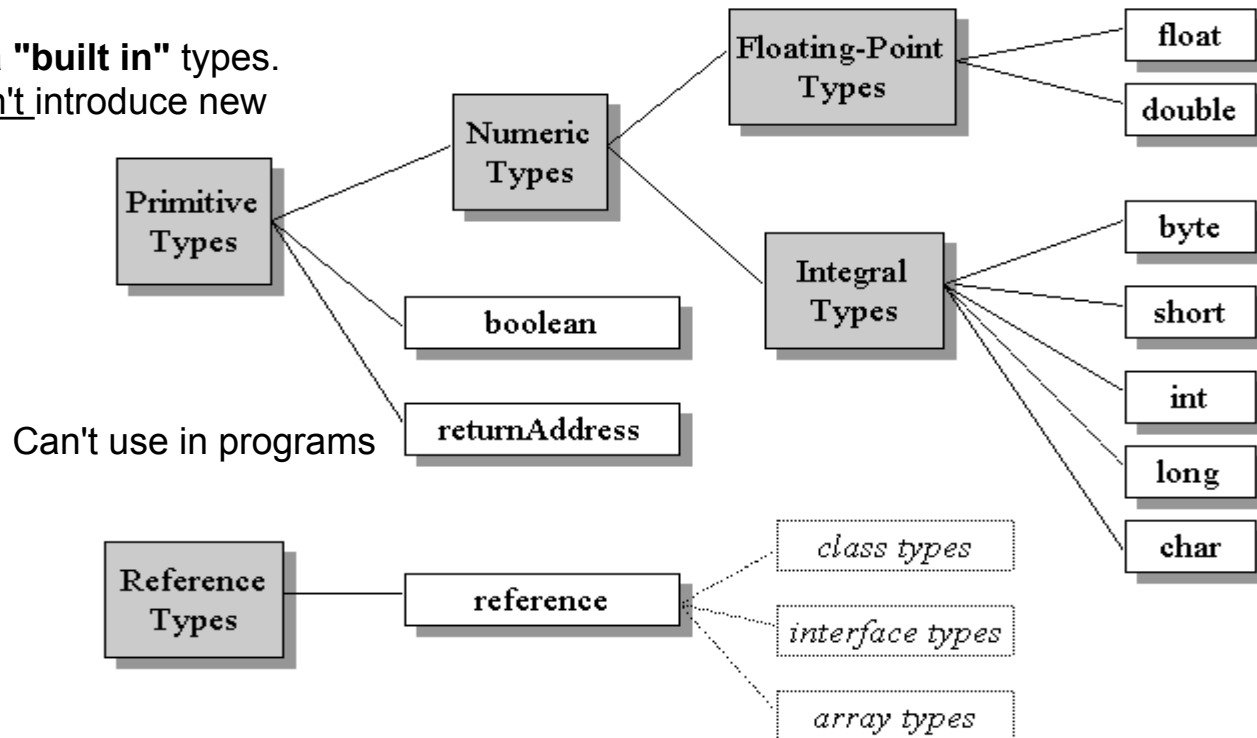 "built in" types.
introduce new
Primitive
Types
Numeric
Types
Floating-Point
Types
float
double
Integral
Types
byte
short
int
long
char
boolean
returnAddress
Can't use in programs
Reference
Types
reference
class types
interface types
array types